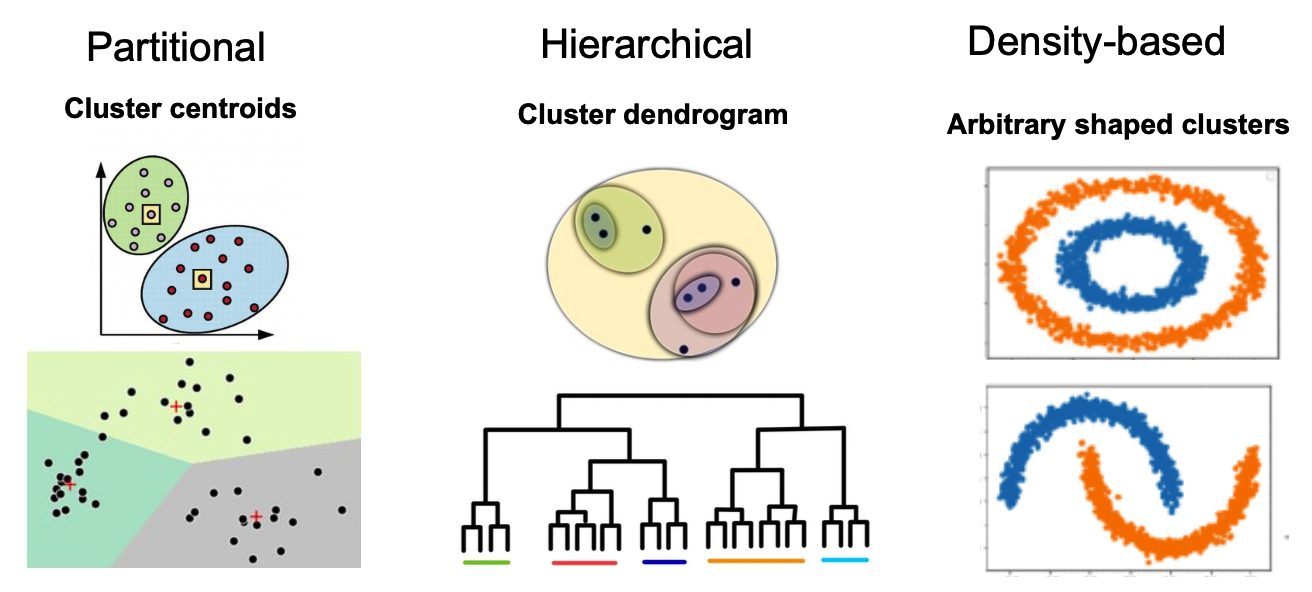 Partitional
Hierarchical
Density-based
Cluster centroids
Cluster dendrogram
Arbitrary shaped clusters